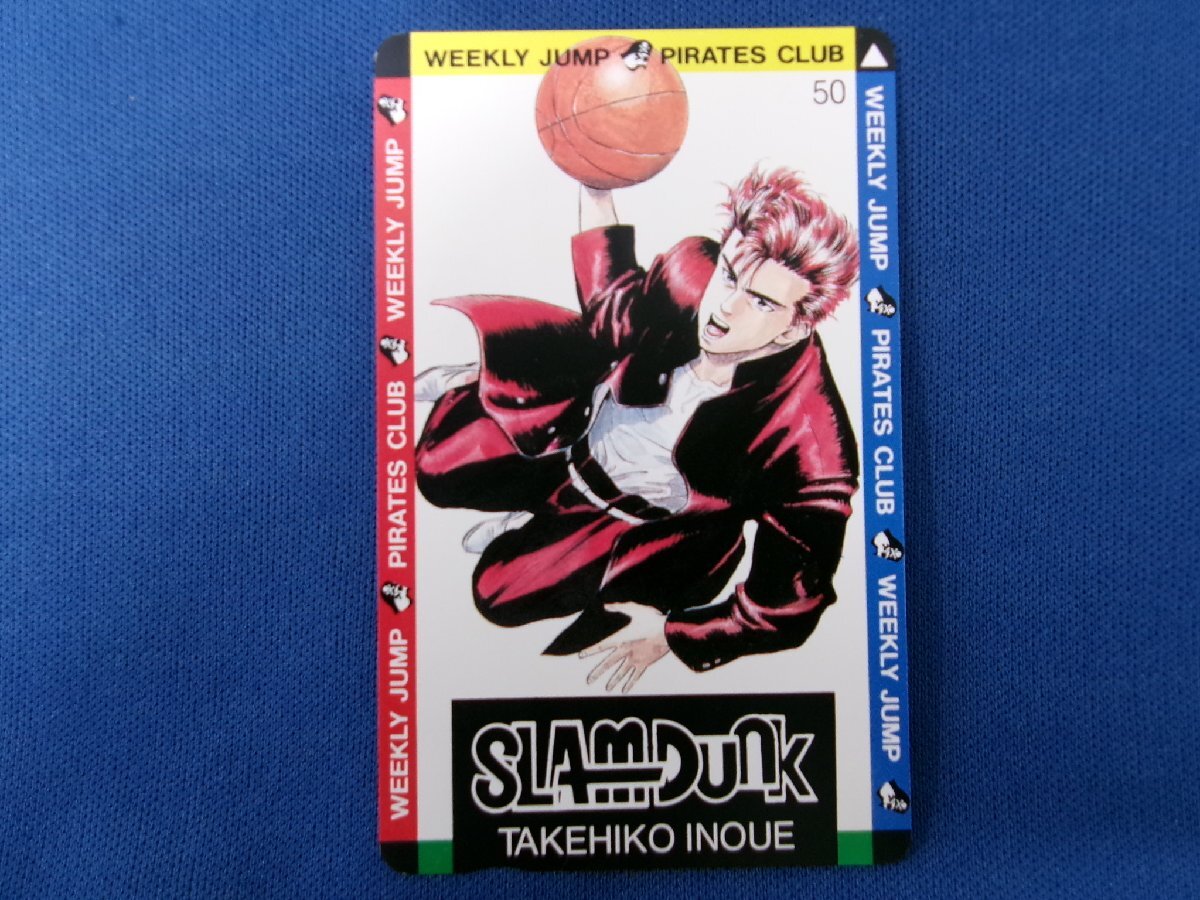 WEEKLY JUMP PIRATES CLUB
50
WEEKLY JUMP PIRATES CLUB WEEKLY JUMP
WEEKLY JUMP PIRATES CLUB WEEKLY JUMP
SLAM DUNK
TAKEHIKO INOUE